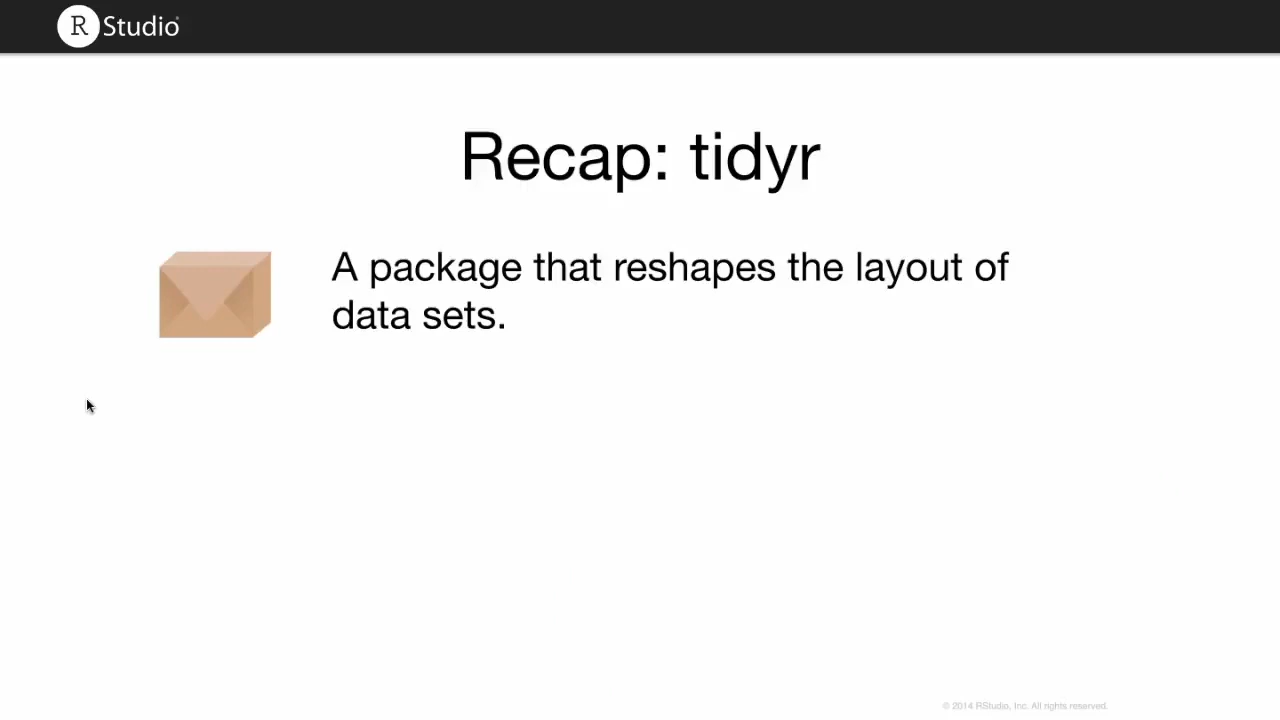 R Studio
Recap: tidyr
A package that reshapes the layout of
data sets.
© 2014 RStudio, Inc. All rights reserved.